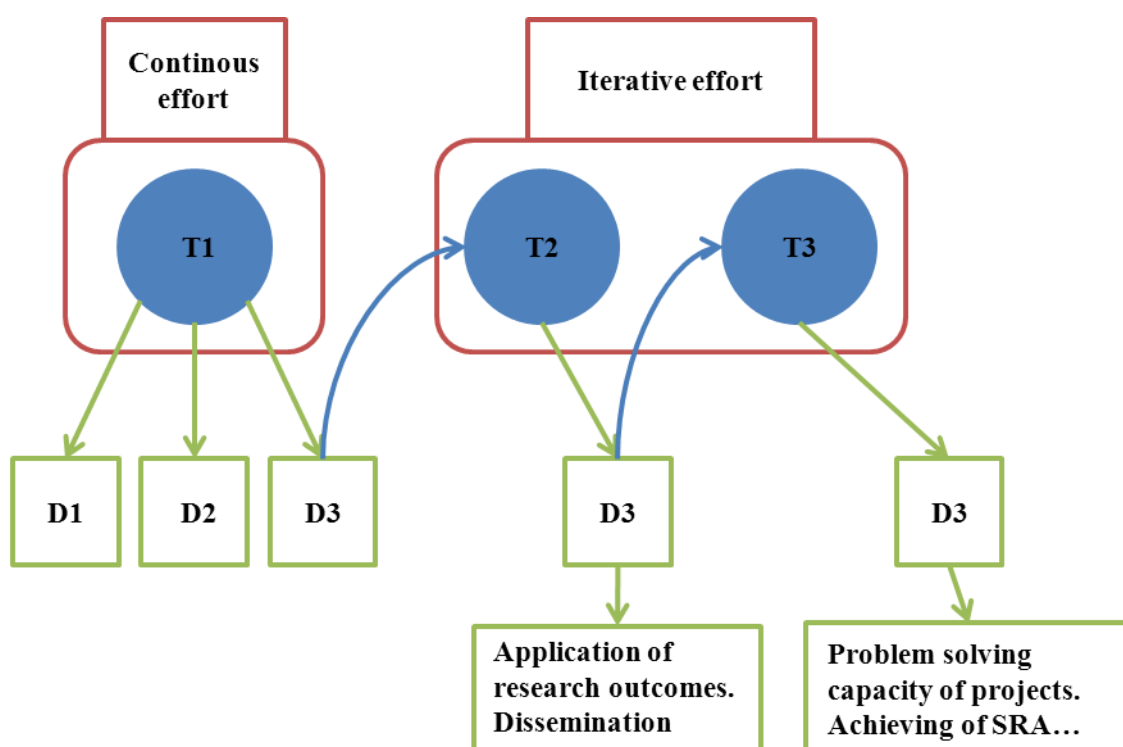 Continous
effort
Iterative effort
T1
T2
T3
D1
D2
D3
D3
D3
Application of
research outcomes.
Dissemination
Problem solving
capacity of projects.
Achieving of SRA...